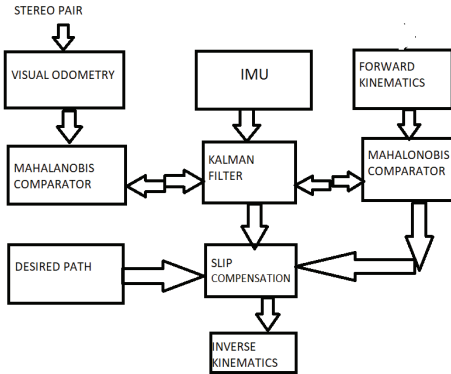 STEREO PAIR
VISUAL ODOMETRY
IMU
FORWARD
KINEMATICS
MAHALANOBIS
COMPARATOR
KALMAN
FILTER
MAHALONOBIS
COMPARATOR
DESIRED PATH
SLIP
COMPENSATION
INVERSE
KINEMATICS